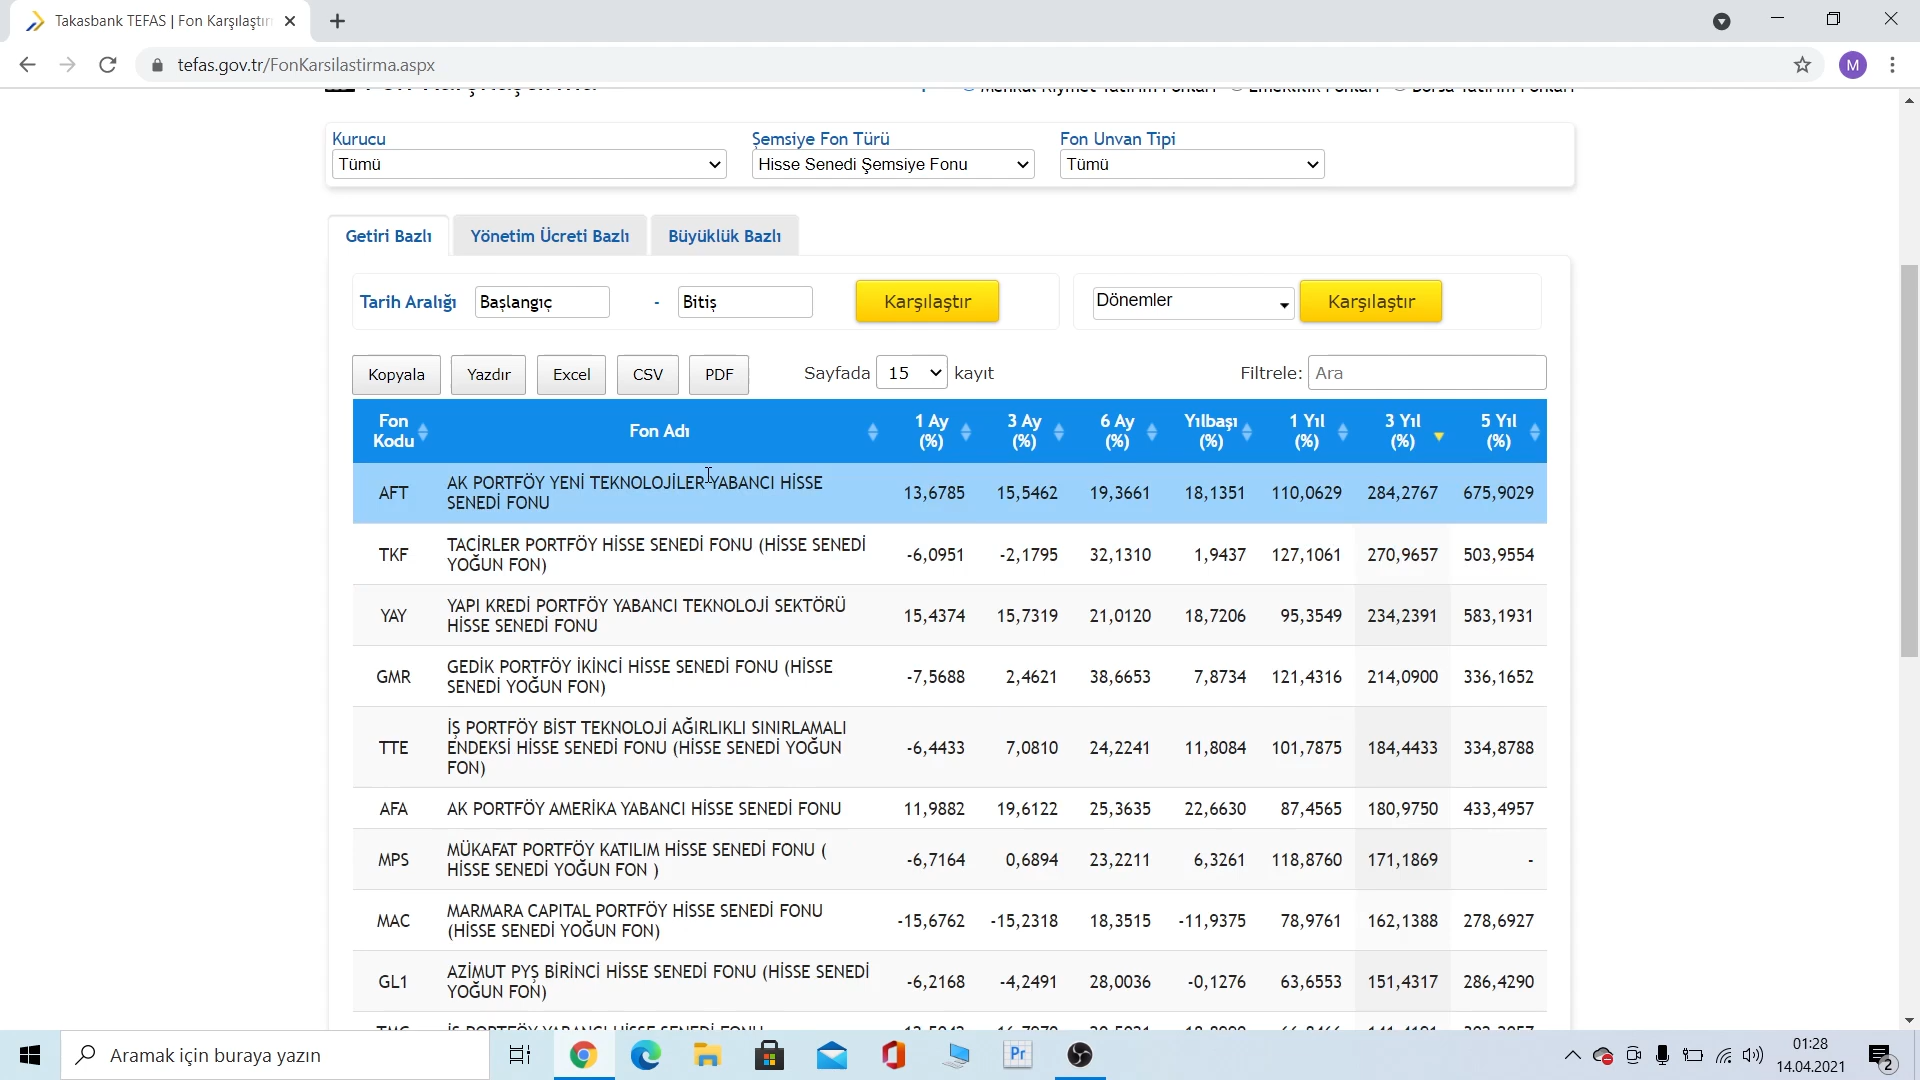 Takasbank TEFAS | Fon Karşılaştır
tefas.gov.tr/FonKarsilastirma.aspx
M
Kurucu
Tümü
Şemsiye Fon Türü
Hisse Senedi Şemsiye Fonu
Fon Unvan Tipi
Tümü
Getiri Bazlı
Yönetim Ücreti Bazlı
Büyüklük Bazlı
Tarih Aralığı
Başlangıç
-
Bitiş
Karşılaştır
Dönemler
Karşılaştır
Kopyala
Yazdır
Excel
CSV
PDF
Sayfada 15 kayıt
Filtrele: Ara
Fon Kodu
Fon Adı
1 Ay (%)
3 Ay (%)
6 Ay (%)
Yılbaşı (%)
1 Yıl (%)
3 Yıl (%)
5 Yıl (%)
AFT
AK PORTFÖY YENİ TEKNOLOJİLER YABANCI HİSSE
SENEDİ FONU
13,6785 15,5462 19,3661 18,1351 110,0629 284,2767 675,9029
TKF
TACİRLER PORTFÖY HİSSE SENEDİ FONU (HİSSE SENEDİ
YOĞUN FON)
-6,0951 -2,1795 32,1310 1,9437 127,1061 270,9657 503,9554
YAY
YAPI KREDİ PORTFÖY YABANCI TEKNOLOJİ SEKTÖRÜ
HİSSE SENEDİ FONU
15,4374 15,7319 21,0120 18,7206 95,3549 234,2391 583,1931
GMR
GEDİK PORTFÖY İKİNCİ HİSSE SENEDİ FONU (HİSSE
SENEDİ YOĞUN FON)
-7,5688 2,4621 38,6653 7,8734 121,4316 214,0900 336,1652
TTE
İŞ PORTFÖY BİST TEKNOLOJİ AĞIRLIKLI SINIRLAMALI
ENDEKSİ HİSSE SENEDİ FONU (HİSSE SENEDİ YOĞUN
FON)
-6,4433 7,0810 24,2241 11,8084 101,7875 184,4433 334,8788
AFA
AK PORTFÖY AMERİKA YABANCI HİSSE SENEDİ FONU
11,9882 19,6122 25,3635 22,6630 87,4565 180,9750 433,4957
MPS
MÜKAFAT PORTFÖY KATILIM HİSSE SENEDİ FONU (
HİSSE SENEDİ YOĞUN FON )
-6,7164 0,6894 23,2211 6,3261 118,8760 171,1869 -
MAC
MARMARA CAPITAL PORTFÖY HİSSE SENEDİ FONU
(HİSSE SENEDİ YOĞUN FON)
-15,6762 -15,2318 18,3515 -11,9375 78,9761 162,1388 278,6927
GL1
AZİMUT PYŞ BİRİNCİ HİSSE SENEDİ FONU (HİSSE SENEDİ
YOĞUN FON)
-6,2168 -4,2491 28,0036 -0,1276 63,6553 151,4317 286,4290
Aramak için buraya yazın
Pr
01:28
14.04.2021
2